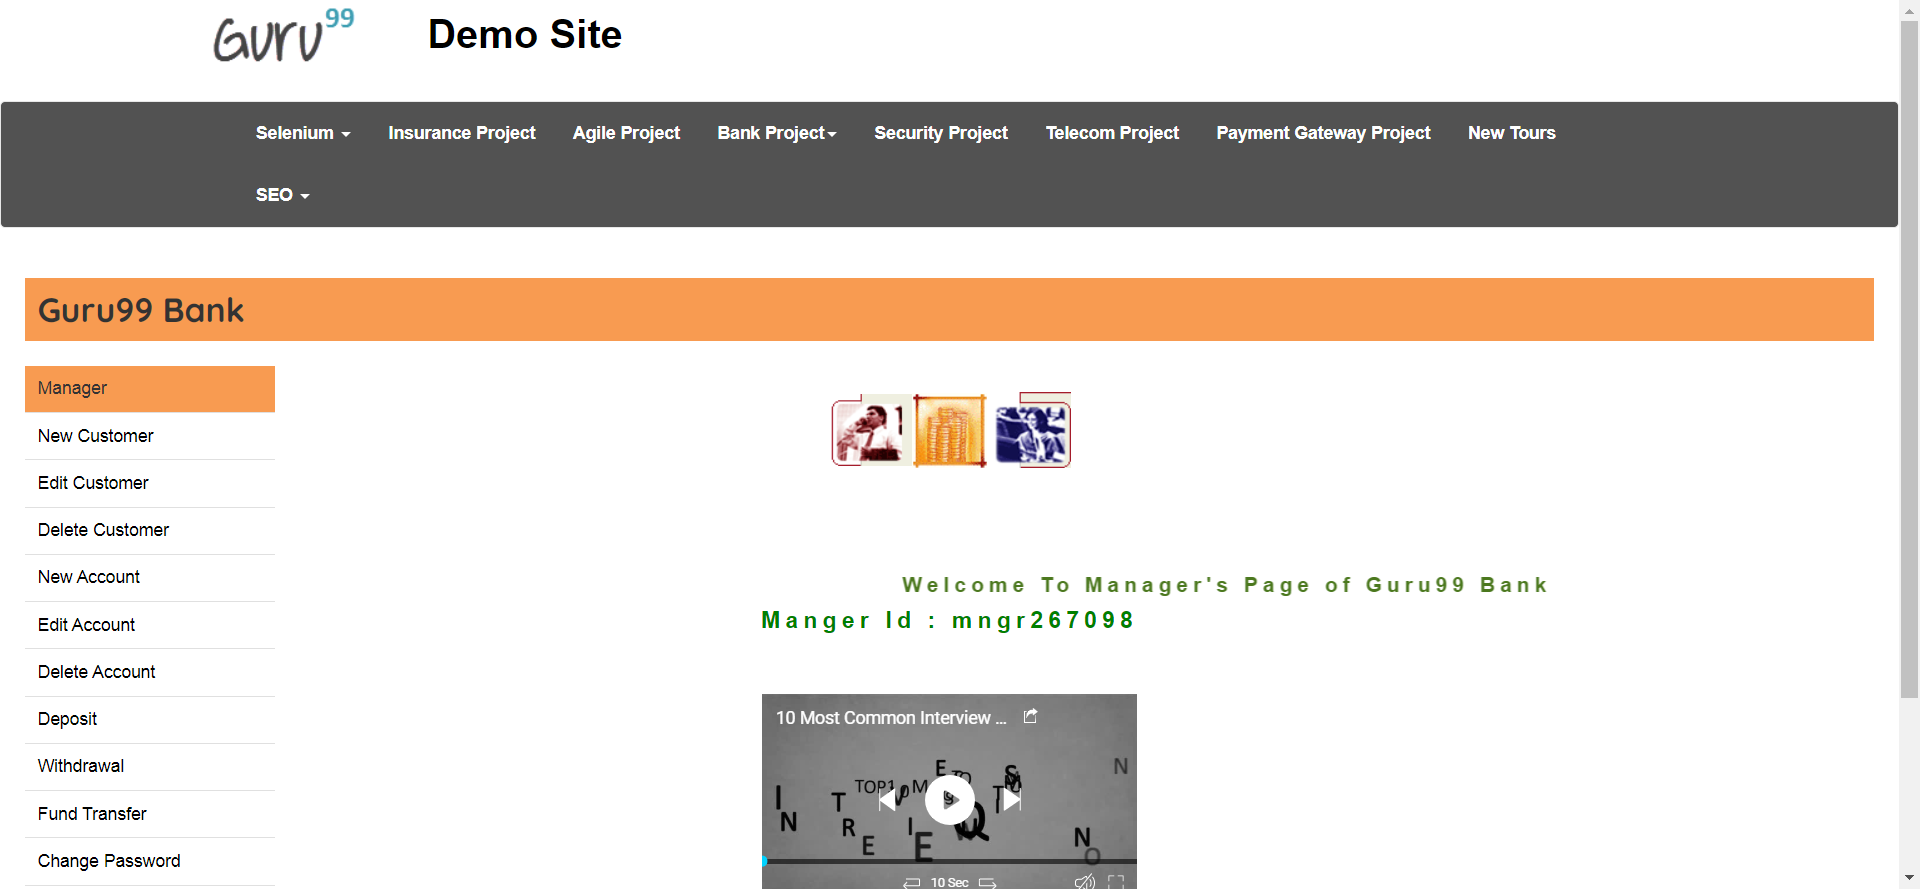 Guru99
Demo Site
Selenium
Insurance Project
Agile Project
Bank Project
Security Project
Telecom Project
Payment Gateway Project
New Tours
SEO
Guru99 Bank
Manager
New Customer
Edit Customer
Delete Customer
New Account
Edit Account
Delete Account
Deposit
Withdrawal
Fund Transfer
Change Password
Welcome To Manager's Page of Guru99 Bank
Manger Id : mngr267098
10 Most Common Interview ...
10 Sec